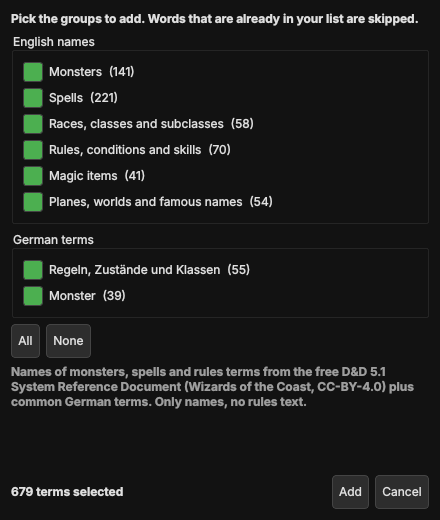 Pick the groups to add. Words that are already in your list are skipped.
English names
Monsters (141)
Spells (221)
Races, classes and subclasses (58)
Rules, conditions and skills (70)
Magic items (41)
Planes, worlds and famous names (54)
German terms
Regeln, Zustände und Klassen (55)
Monster (39)
All None
Names of monsters, spells and rules terms from the free D&D 5.1
System Reference Document (Wizards of the Coast, CC-BY-4.0) plus
common German terms. Only names, no rules text.
679 terms selected Add Cancel